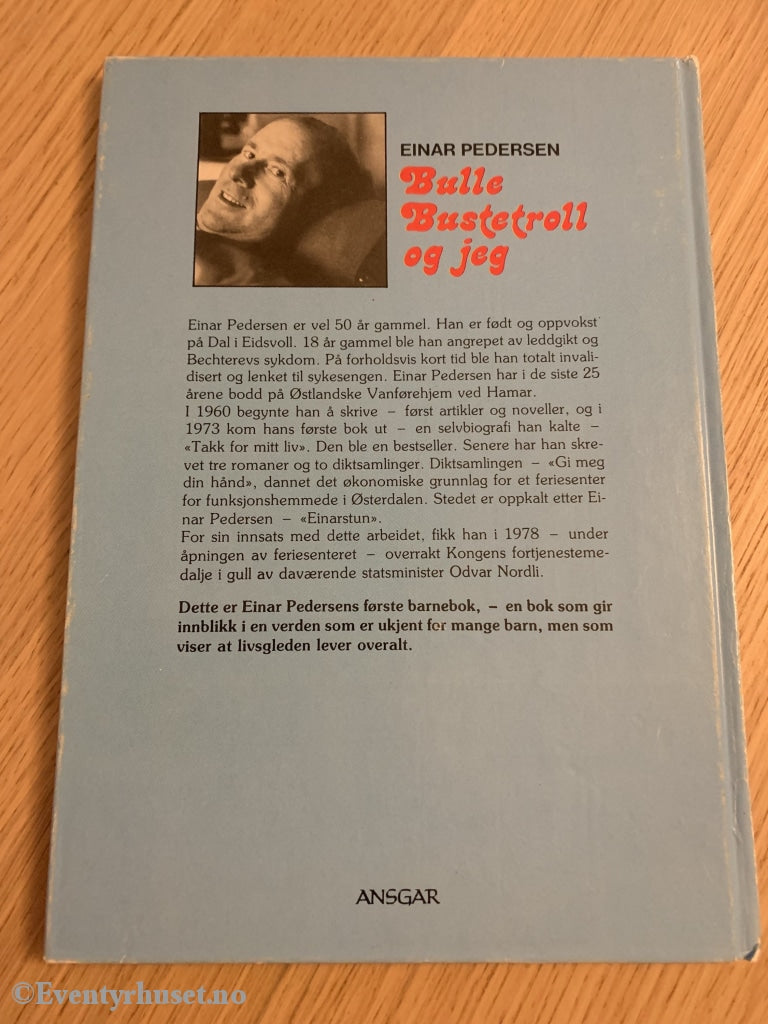 EINAR PEDERSEN
Bulle
Bustetroll
og jeg
Einar Pedersen er vel 50 år gammel. Han er født og oppvokst
på Dal i Eidsvoll. 18 år gammel ble han angrepet av leddgikt og
Bechterevs sykdom. På forholdsvis kort tid ble han totalt invali-
disert og lenket til sykesengen. Einar Pedersen har i de siste 25
årene bodd på Østlandske Vanførehjem ved Hamar.
I 1960 begynte han å skrive – først artikler og noveller, og i
1973 kom hans første bok ut – en selvbiografi han kalte –
«Takk for mitt liv». Den ble en bestseller. Senere har han skre-
vet tre romaner og to diktsamlinger. Diktsamlingen – «Gi meg
din hånd», dannet det økonomiske grunnlag for et feriesenter
for funksjonshemmede i Østerdalen. Stedet er oppkalt etter Ei-
nar Pedersen – «Einarstun».
For sin innsats med dette arbeidet, fikk han i 1978 – under
åpningen av feriesenteret – overrakt Kongens fortjenesteme-
dalje i gull av daværende statsminister Odvar Nordli.
Dette er Einar Pedersens første barnebok, – en bok som gir
innblikk i en verden som er ukjent for mange barn, men som
viser at livsgleden lever overalt.
ANSGAR
©Eventyrhuset.no